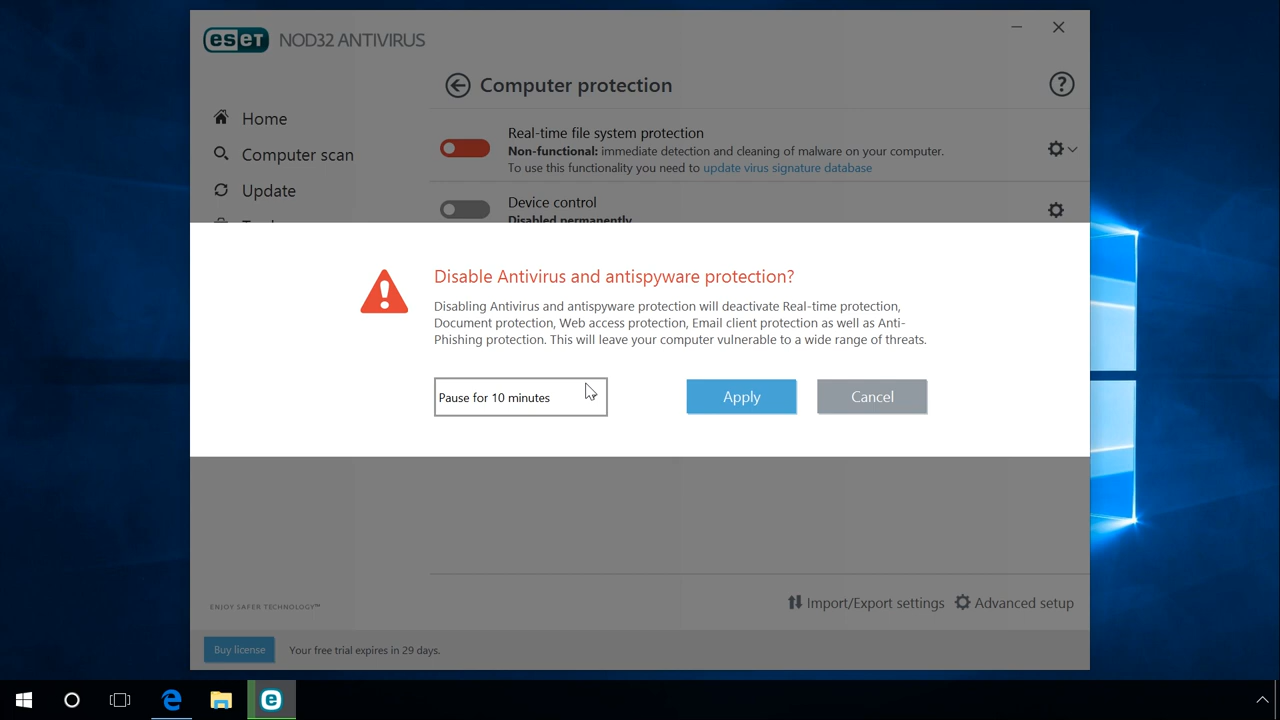 eset NOD32 ANTIVIRUS
Computer protection
?
Home
Computer scan
Update
Real-time file system protection
Non-functional: immediate detection and cleaning of malware on your computer.
To use this functionality you need to update virus signature database
Device control
Disabled permanently
Disable Antivirus and antispyware protection?
Disabling Antivirus and antispyware protection will deactivate Real-time protection,
Document protection, Web access protection, Email client protection as well as Anti-
Phishing protection. This will leave your computer vulnerable to a wide range of threats.
Pause for 10 minutes
Apply
Cancel
ENJOY SAFER TECHNOLOGY™
Import/Export settings
Advanced setup
Buy license
Your free trial expires in 29 days.